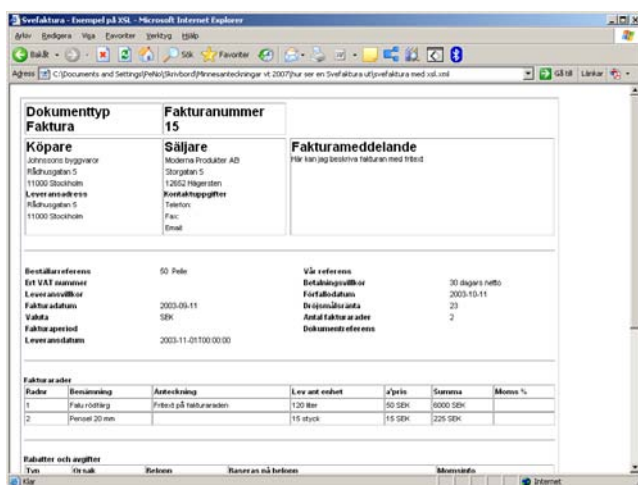 Svefaktura - Exempel på XSL - Microsoft Internet Explorer
Arkiv Redigera Visa Favoriter Verktyg Hjälp
Bakåt Sök Favoriter
Adress C:\Documents and Settings\PeNo\Skrivbord\Minnesanteckningar vt 2007\hur ser en Svefaktura ut\svefaktura med xsl.xml Gå till Länkar
Dokumenttyp Fakturanummer
Faktura 15
Köpare Säljare Fakturameddelande
Johnssons byggvaror Moderna Produkter AB Här kan jag beskriva fakturan med fritext
Rådhusgatan 5 Storgatan 5
11000 Stockholm 12652 Hägersten
Leveransadress Kontaktuppgifter
Rådhusgatan 5 Telefon:
11000 Stockholm Fax:
Email:
Beställarreferens 50 Pelle Vår referens
Ert VAT nummer Betalningsvillkor 30 dagars netto
Leveransvillkor Förfallodatum 2003-10-11
Fakturadatum 2003-09-11 Dröjsmålsränta 23
Valuta SEK Antal fakturarader 2
Fakturaperiod Dokumentreferens
Leveransdatum 2003-11-01T00:00:00
Fakturarader
Radnr Benämning Anteckning Lev ant enhet a'pris Summa Moms %
1 Falu rödfärg Fritext på fakturaraden 120 liter 50 SEK 6000 SEK
2 Pensel 20 mm 15 styck 15 SEK 225 SEK
Rabatter och avgifter
Typ Orsak Belopp Baseras på belopp Momsinfo
Klar Internet